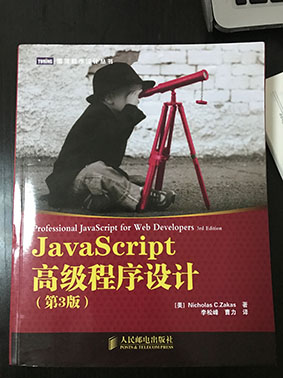 TURING 图灵程序设计丛书
Professional JavaScript for Web Developers 3rd Edition
JavaScript
高级程序设计
（第3版）
［美］ Nicholas C.Zakas 著
李松峰 曹力 译
人民邮电出版社
POSTS & TELECOM PRESS